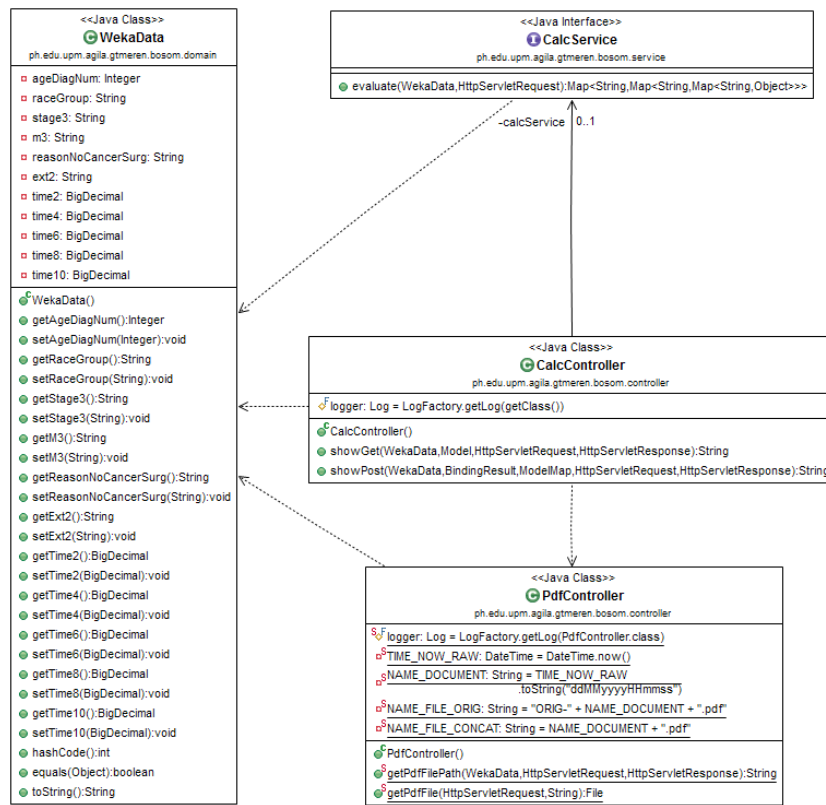 <<Java Class>>
WekaData
ph.edu.upm.agila.gtmeren.bosom.domain
ageDiagNum: Integer
raceGroup: String
stage3: String
m3: String
reasonNoCancerSurg: String
ext2: String
time2: BigDecimal
time4: BigDecimal
time6: BigDecimal
time8: BigDecimal
time10: BigDecimal
WekaData()
getAgeDiagNum():Integer
setAgeDiagNum(Integer):void
getRaceGroup():String
setRaceGroup(String):void
getStage3():String
setStage3(String):void
getM3():String
setM3(String):void
getReasonNoCancerSurg():String
setReasonNoCancerSurg(String):void
getExt2():String
setExt2(String):void
getTime2():BigDecimal
setTime2(BigDecimal):void
getTime4():BigDecimal
setTime4(BigDecimal):void
getTime6():BigDecimal
setTime6(BigDecimal):void
getTime8():BigDecimal
setTime8(BigDecimal):void
getTime10():BigDecimal
setTime10(BigDecimal):void
hashCode():int
equals(Object):boolean
toString():String
<<Java Interface>>
CalcService
ph.edu.upm.agila.gtmeren.bosom.service
evaluate(WekaData,HttpServletRequest):Map<String,Map<String,Map<String,Object>>>
-calcService 0..1
<<Java Class>>
CalcController
ph.edu.upm.agila.gtmeren.bosom.controller
logger: Log = LogFactory.getLog(getClass())
CalcController()
showGet(WekaData,Model,HttpServletRequest,HttpServletResponse):String
showPost(WekaData,BindingResult,ModelMap,HttpServletRequest,HttpServletResponse):String
<<Java Class>>
PdfController
ph.edu.upm.agila.gtmeren.bosom.controller
logger: Log = LogFactory.getLog(PdfController.class)
TIME_NOW_RAW: DateTime = DateTime.now()
NAME_DOCUMENT: String = TIME_NOW_RAW
.toString("ddMMyyyyHHmmss")
NAME_FILE_ORIG: String = "ORIG-" + NAME_DOCUMENT + ".pdf"
NAME_FILE_CONCAT: String = NAME_DOCUMENT + ".pdf"
PdfController()
getPdfFilePath(WekaData,HttpServletRequest,HttpServletResponse):String
getPdfFile(HttpServletRequest,String):File